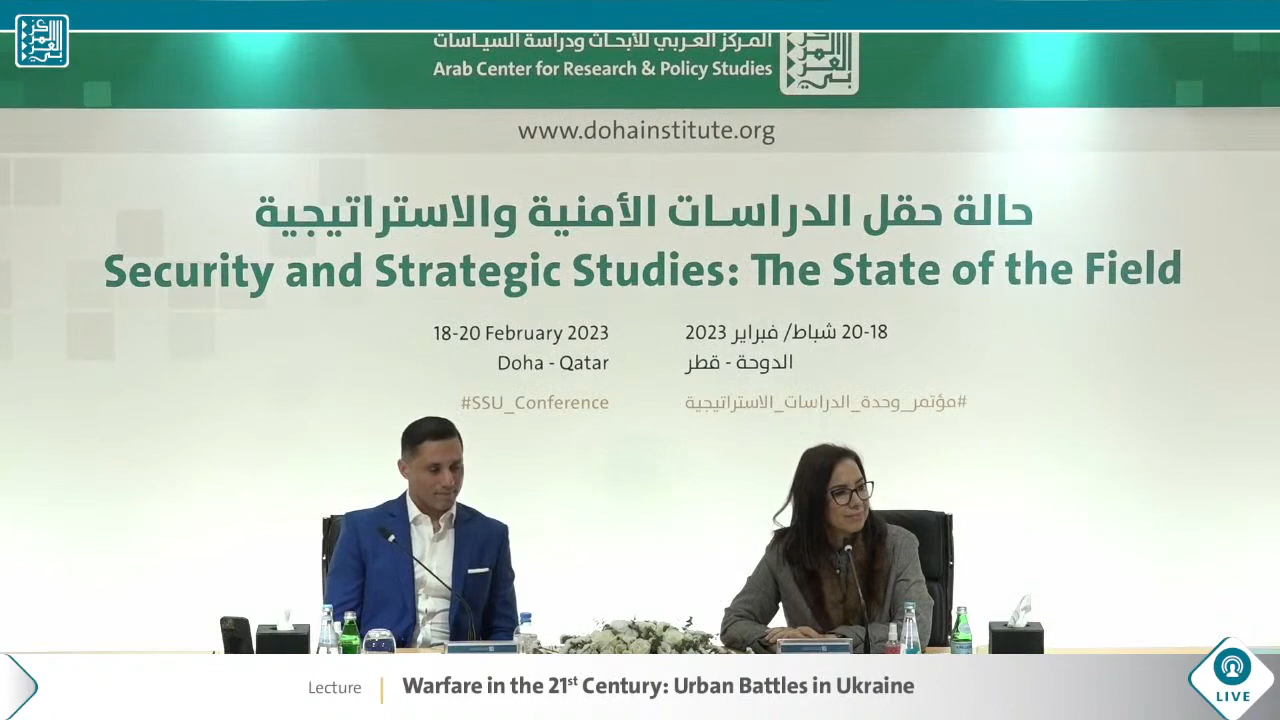 المركز العربي للأبحاث ودراسة السياسات
Arab Center for Research & Policy Studies
www.dohainstitute.org
حالة حقل الدراسات الأمنية والاستراتيجية
Security and Strategic Studies: The State of the Field
18-20 February 2023
20-18 شباط/ فبراير 2023
Doha - Qatar
الدوحة - قطر
#SSU_Conference
#مؤتمر_وحدة_الدراسات_الاستراتيجية
Lecture
Warfare in the 21st Century: Urban Battles in Ukraine
LIVE